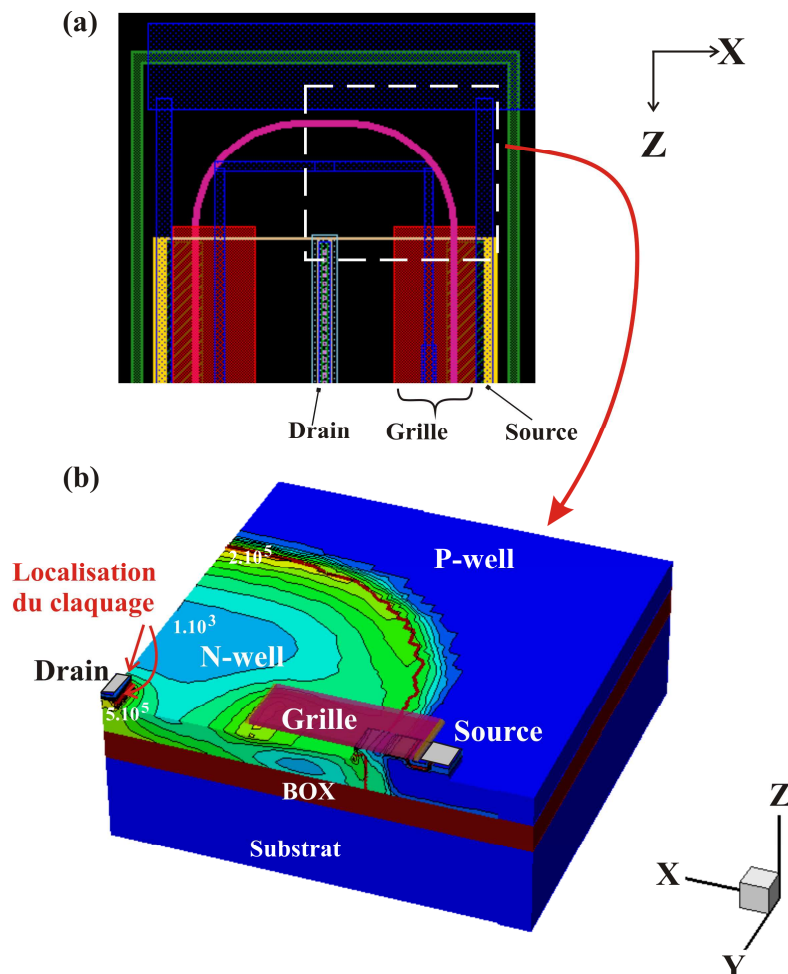 (a)
X
Z
Drain
Grille
Source
(b)
P-well
2.10⁵
Localisation
du claquage
1.10³
N-well
Drain
5.10⁵
Grille
Source
BOX
Substrat
Z
X
Y